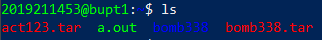 2019211453@bupt1: $ ls
act123.tar a.out bomb338 bomb338.tar